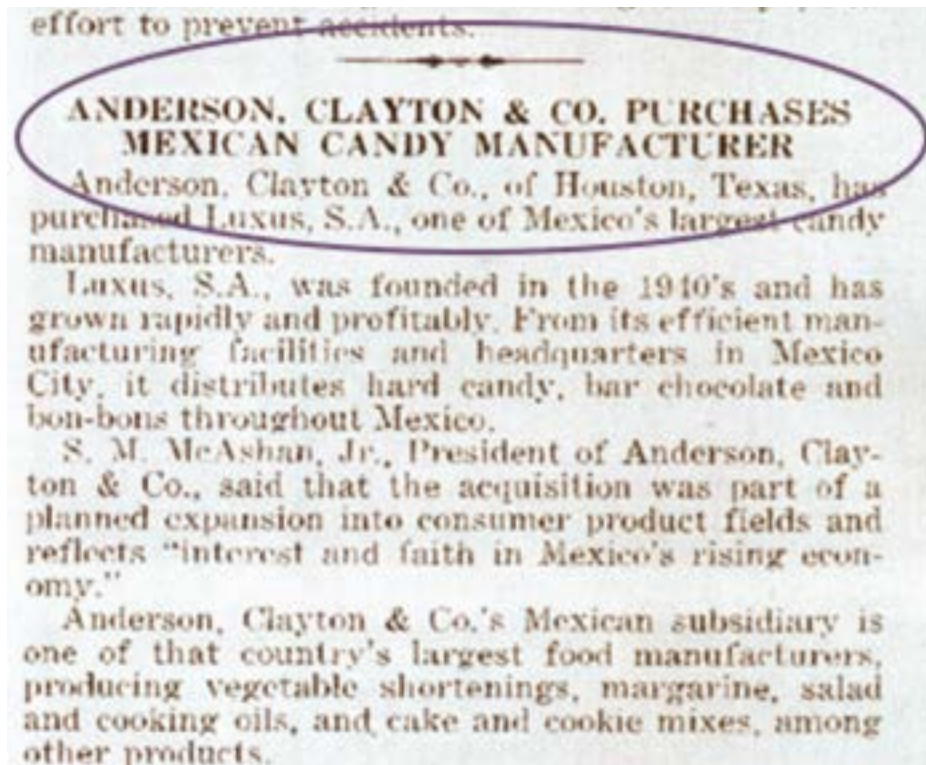 effort to prevent accidents.
ANDERSON, CLAYTON & CO. PURCHASES
MEXICAN CANDY MANUFACTURER
Anderson, Clayton & Co., of Houston, Texas, has
purchased Luxus, S.A., one of Mexico's largest candy
manufacturers.
Luxus, S.A., was founded in the 1940's and has
grown rapidly and profitably. From its efficient man-
ufacturing facilities and headquarters in Mexico
City, it distributes hard candy, bar chocolate and
bon-bons throughout Mexico.
S. M. McAshan, Jr., President of Anderson, Clay-
ton & Co., said that the acquisition was part of a
planned expansion into consumer product fields and
reflects "interest and faith in Mexico's rising econ-
omy."
Anderson, Clayton & Co.'s Mexican subsidiary is
one of that country's largest food manufacturers,
producing vegetable shortenings, margarine, salad
and cooking oils, and cake and cookie mixes, among
other products.